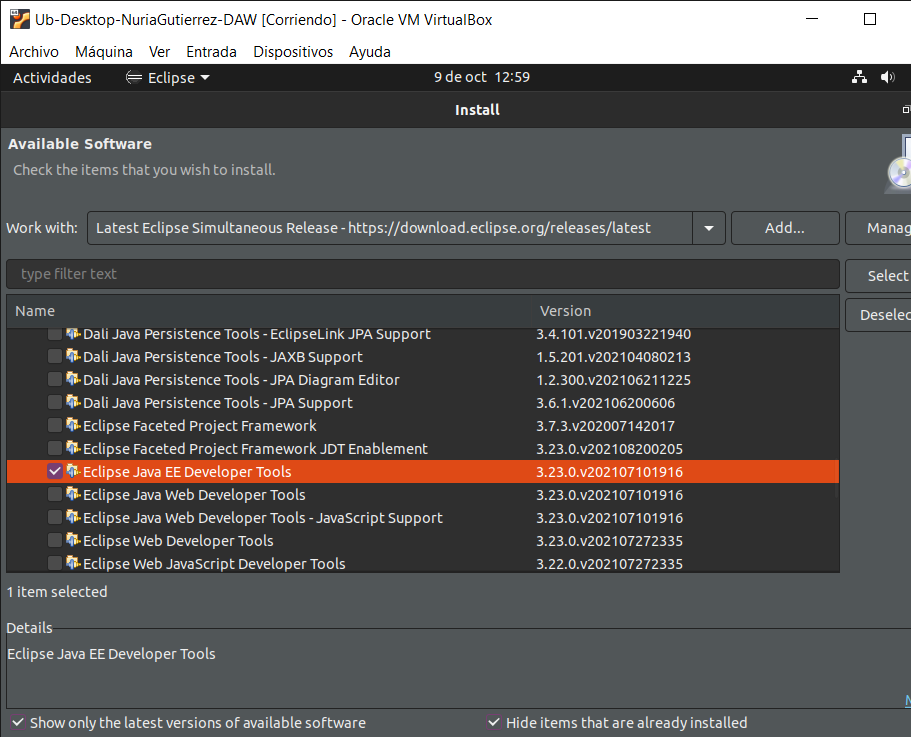 Ub-Desktop-NuriaGutierrez-DAW [Corriendo] - Oracle VM VirtualBox
Archivo Máquina Ver Entrada Dispositivos Ayuda
Actividades Eclipse 9 de oct 12:59
Install
Available Software
Check the items that you wish to install.
Work with: Latest Eclipse Simultaneous Release - https://download.eclipse.org/releases/latest Add... Manag
type filter text Select
Name Version Deselec
Dali Java Persistence Tools - EclipseLink JPA Support 3.4.101.v201903221940
Dali Java Persistence Tools - JAXB Support 1.5.201.v202104080213
Dali Java Persistence Tools - JPA Diagram Editor 1.2.300.v202106211225
Dali Java Persistence Tools - JPA Support 3.6.1.v202106200606
Eclipse Faceted Project Framework 3.7.3.v202007142017
Eclipse Faceted Project Framework JDT Enablement 3.23.0.v202108200205
Eclipse Java EE Developer Tools 3.23.0.v202107101916
Eclipse Java Web Developer Tools 3.23.0.v202107101916
Eclipse Java Web Developer Tools - JavaScript Support 3.23.0.v202107101916
Eclipse Web Developer Tools 3.23.0.v202107272335
Eclipse Web JavaScript Developer Tools 3.22.0.v202107272335
1 item selected
Details
Eclipse Java EE Developer Tools
Show only the latest versions of available software Hide items that are already installed